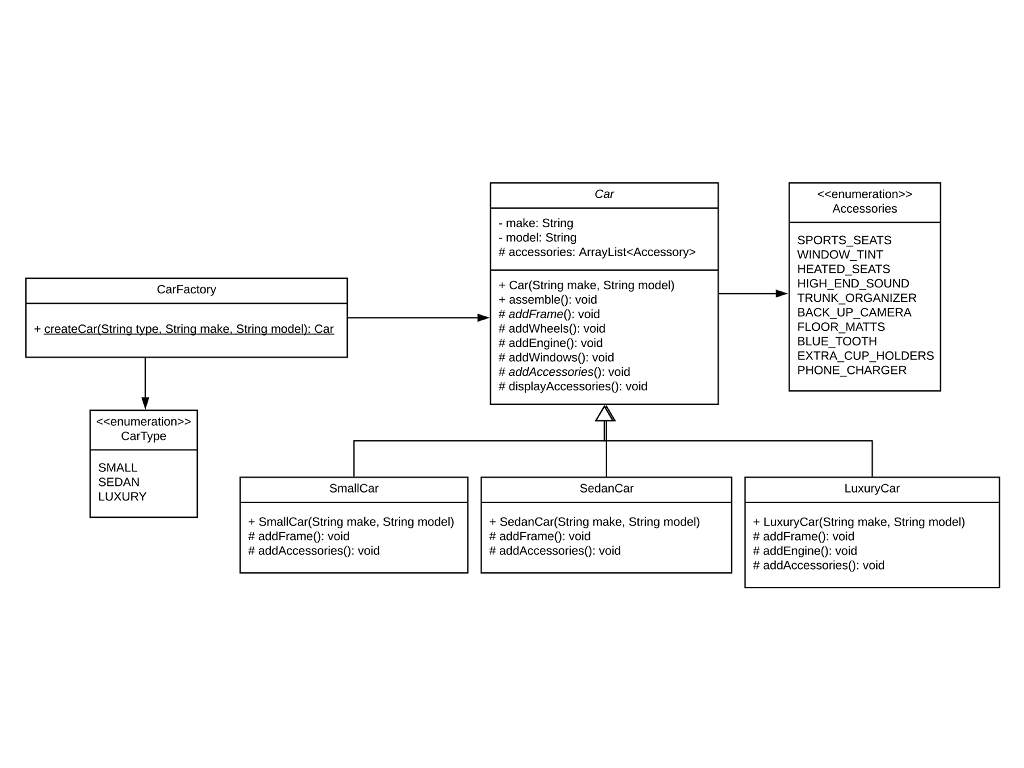 CarFactory
+ createCar(String type, String make, String model): Car
<<enumeration>>
CarType
SMALL
SEDAN
LUXURY
Car
- make: String
- model: String
# accessories: ArrayList<Accessory>
+ Car(String make, String model)
+ assemble(): void
# addFrame(): void
# addWheels(): void
# addEngine(): void
# addWindows(): void
# addAccessories(): void
# displayAccessories(): void
<<enumeration>>
Accessories
SPORTS_SEATS
WINDOW_TINT
HEATED_SEATS
HIGH_END_SOUND
TRUNK_ORGANIZER
BACK_UP_CAMERA
FLOOR_MATTS
BLUE_TOOTH
EXTRA_CUP_HOLDERS
PHONE_CHARGER
SmallCar
+ SmallCar(String make, String model)
# addFrame(): void
# addAccessories(): void
SedanCar
+ SedanCar(String make, String model)
# addFrame(): void
# addAccessories(): void
LuxuryCar
+ LuxuryCar(String make, String model)
# addFrame(): void
# addEngine(): void
# addAccessories(): void